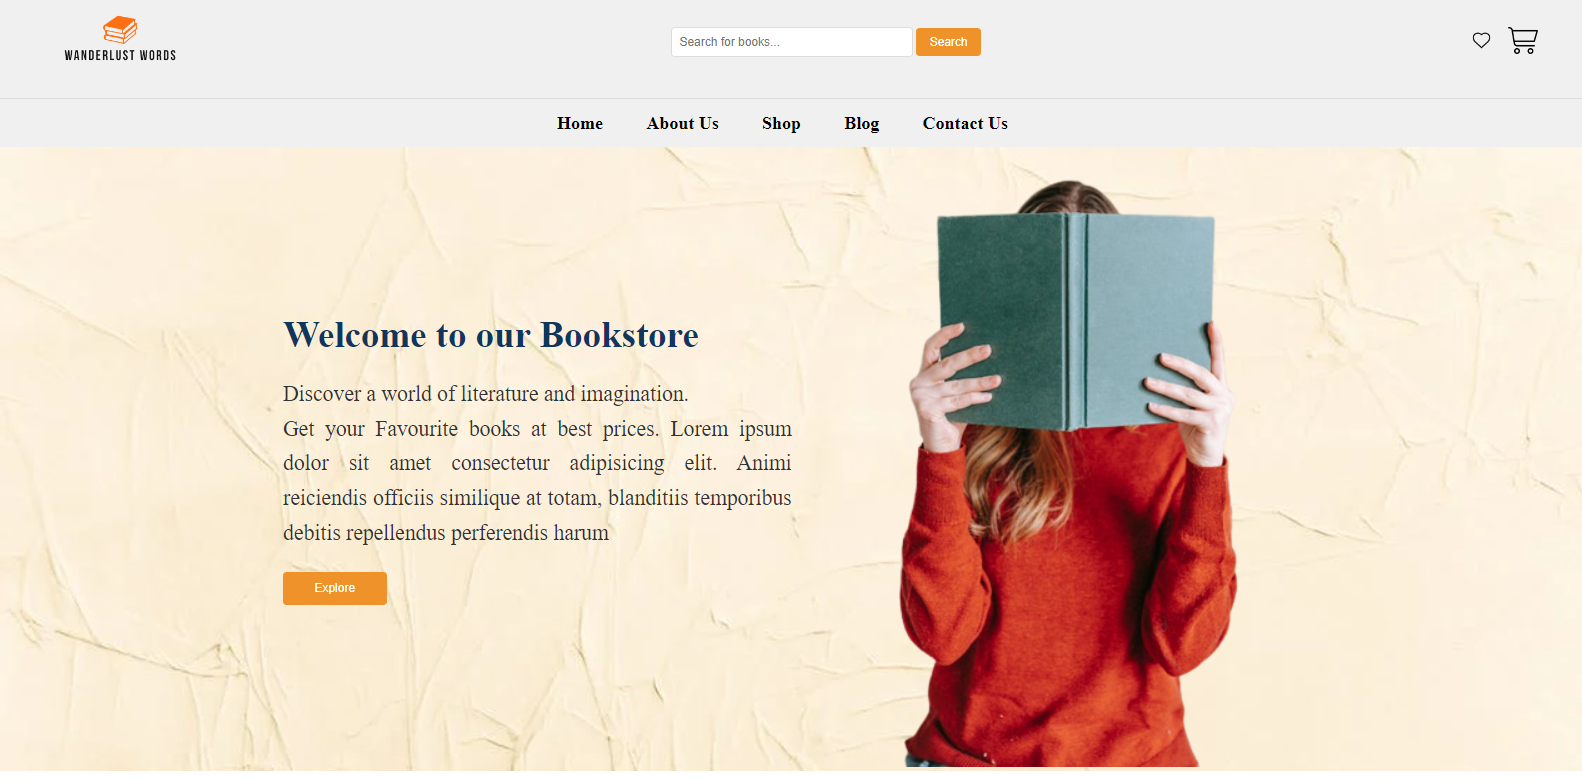 WANDERLUST WORDS
Search for books...
Search
Home
About Us
Shop
Blog
Contact Us
Welcome to our Bookstore
Discover a world of literature and imagination.
Get your Favourite books at best prices. Lorem ipsum
dolor sit amet consectetur adipisicing elit. Animi
reiciendis officiis similique at totam, blanditiis temporibus
debitis repellendus perferendis harum
Explore